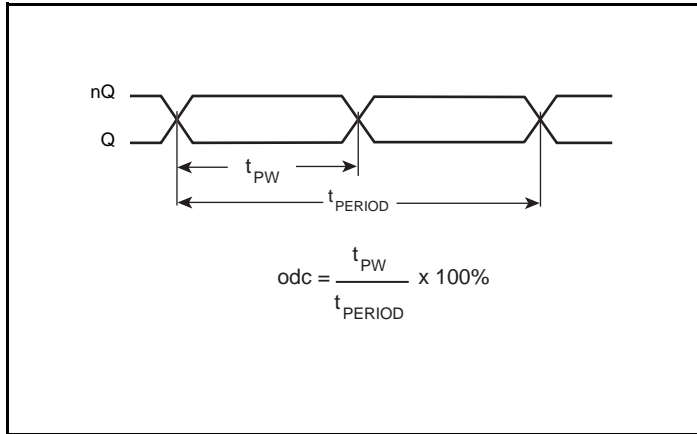 nQ
Q
tPW
tPERIOD
odc = tPW / tPERIOD x 100%